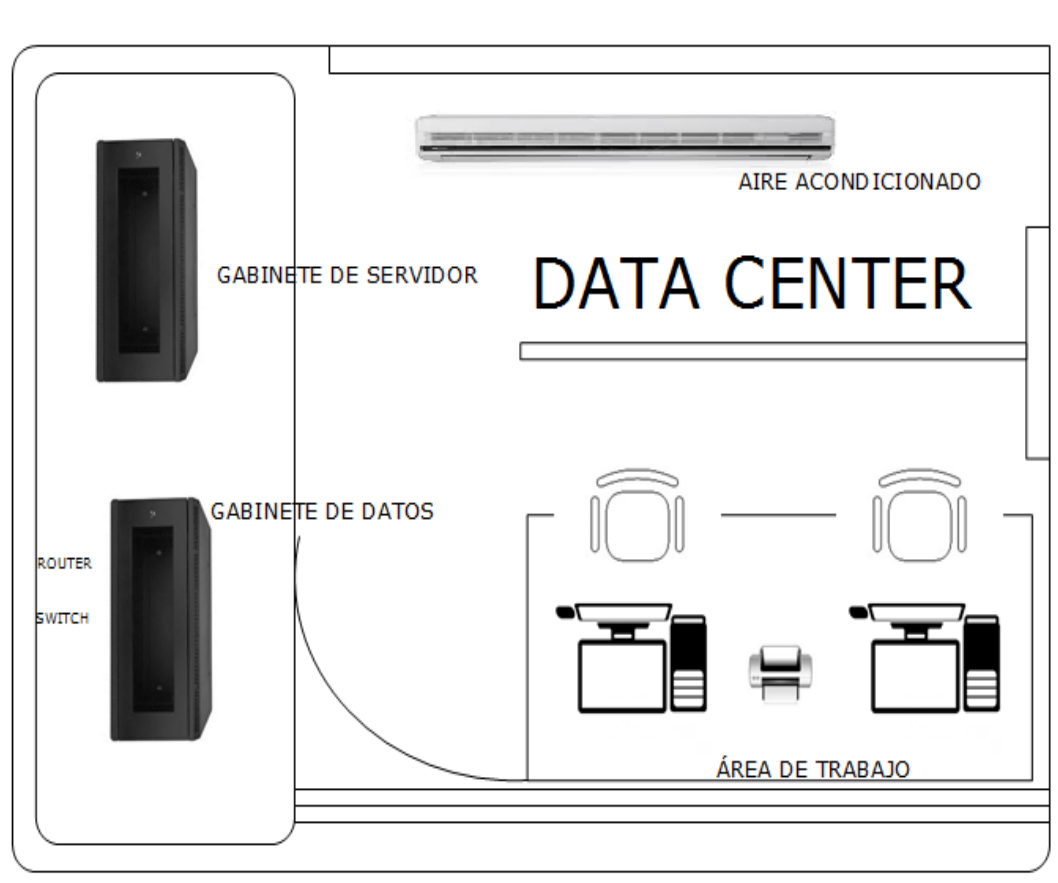 AIRE ACONDICIONADO
GABINETE DE SERVIDOR
DATA CENTER
GABINETE DE DATOS
ROUTER
SWITCH
ÁREA DE TRABAJO